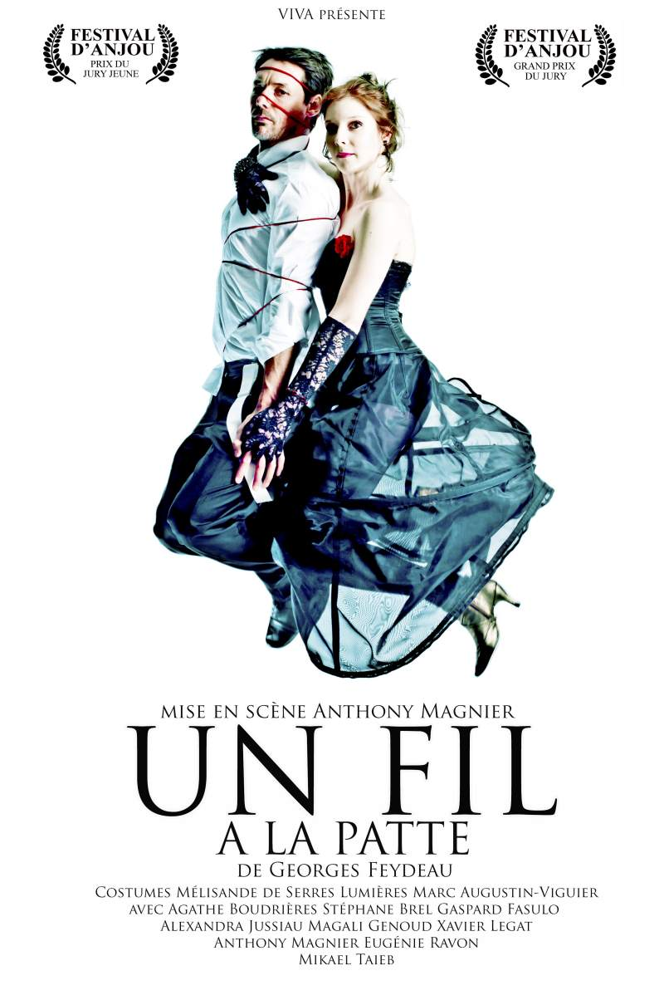 VIVA PRÉSENTE
FESTIVAL
D'ANJOU
PRIX DU
JURY JEUNE
FESTIVAL
D'ANJOU
GRAND PRIX
DU JURY
MISE EN SCÈNE ANTHONY MAGNIER
UN FIL
A LA PATTE
DE GEORGES FEYDEAU
COSTUMES MÉLISANDE DE SERRES LUMIÈRES MARC AUGUSTIN-VIGUIER
AVEC AGATHE BOUDRIÈRES STÉPHANE BREL GASPARD FASULO
ALEXANDRA JUSSIAU MAGALI GENOUD XAVIER LEGAT
ANTHONY MAGNIER EUGÉNIE RAVON
MIKAEL TAIEB